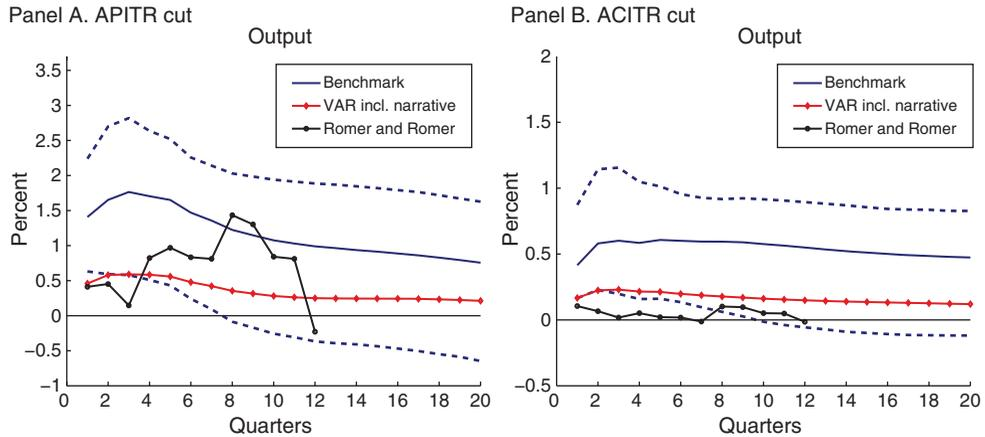 Panel A. APITR cut
Output
Percent
3.5
3
2.5
2
1.5
1
0.5
0
−0.5
−1
Benchmark
VAR incl. narrative
Romer and Romer
0 2 4 6 8 10 12 14 16 18 20
Quarters
Panel B. ACITR cut
Output
Percent
2
1.5
1
0.5
0
−0.5
Benchmark
VAR incl. narrative
Romer and Romer
0 2 4 6 8 10 12 14 16 18 20
Quarters